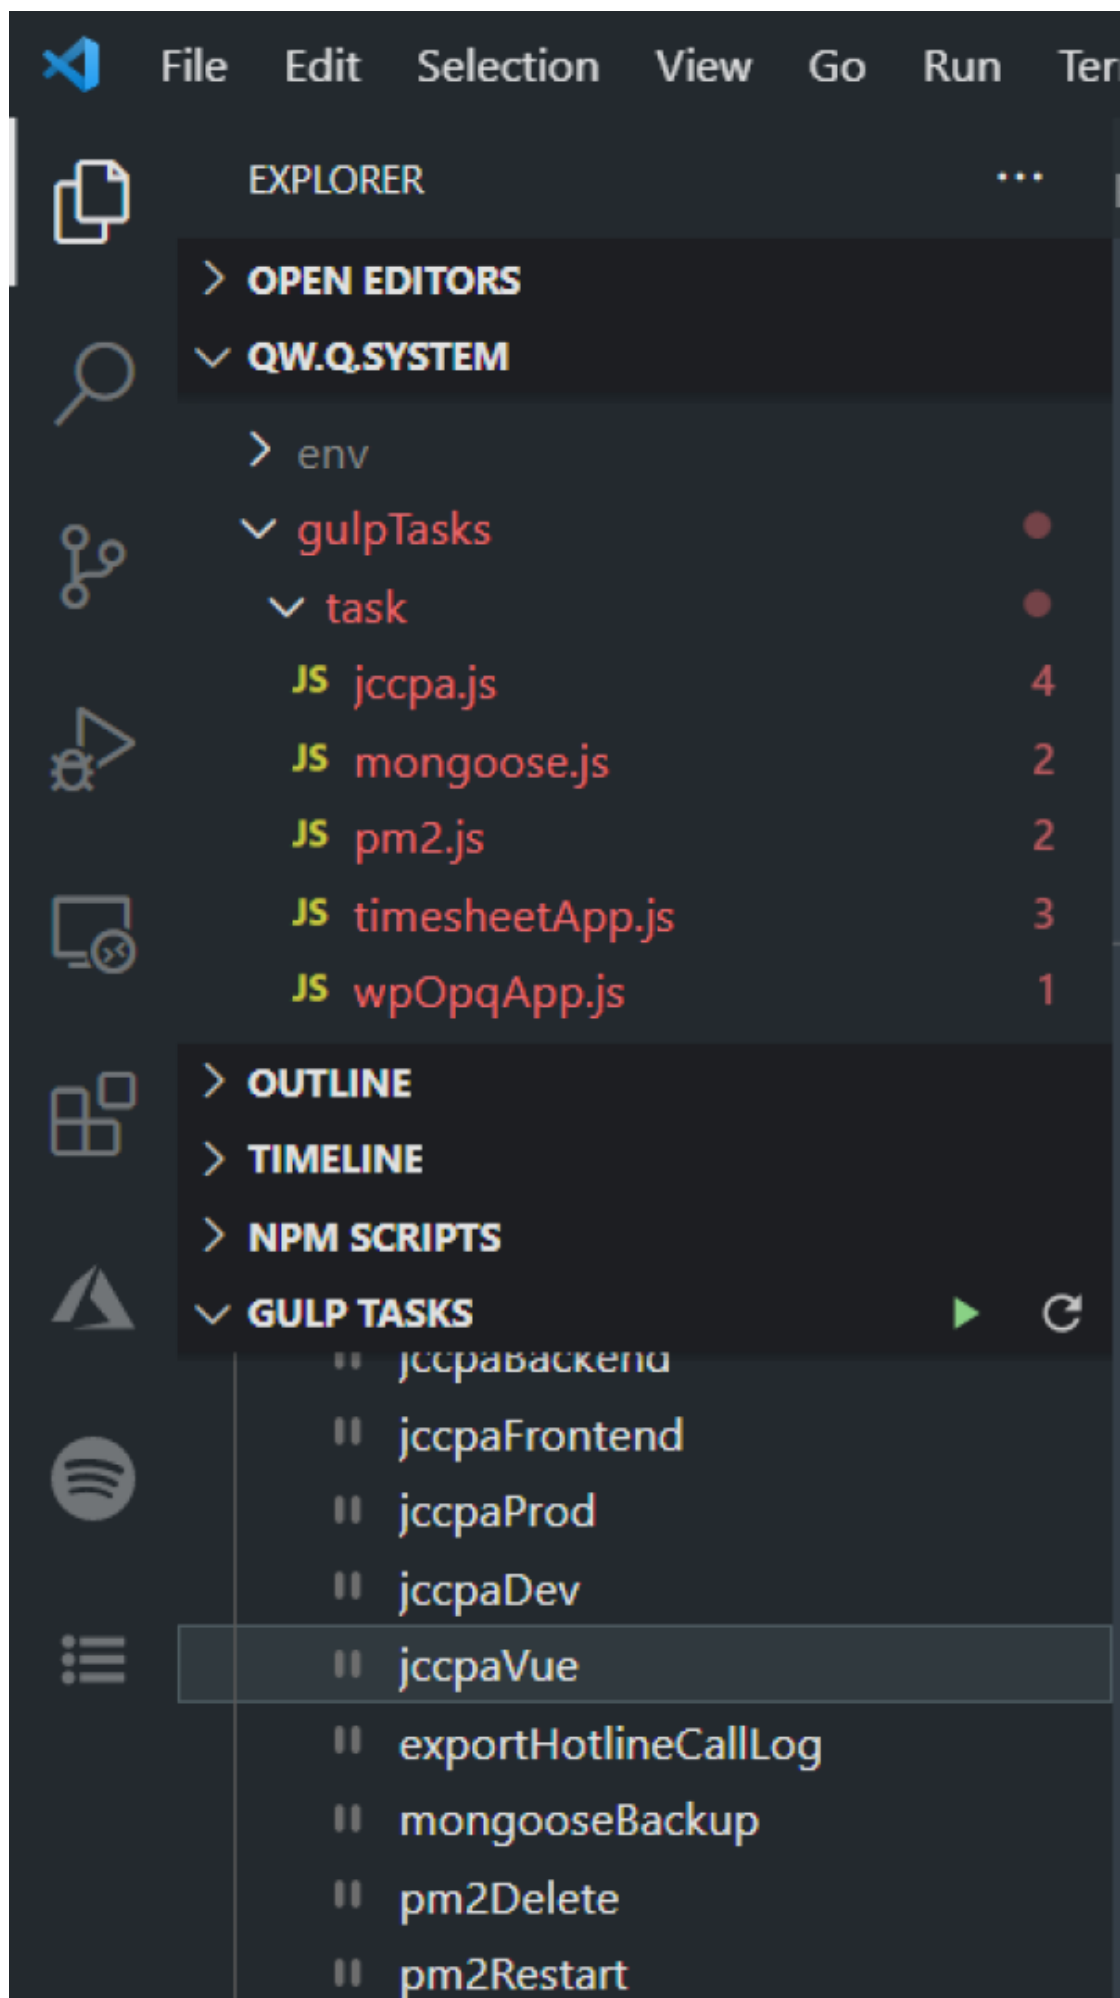 File Edit Selection View Go Run Ter
EXPLORER ...
OPEN EDITORS
QW.Q.SYSTEM
env
gulpTasks
task
JS jccpa.js 4
JS mongoose.js 2
JS pm2.js 2
JS timesheetApp.js 3
JS wpOpqApp.js 1
OUTLINE
TIMELINE
NPM SCRIPTS
GULP TASKS
jccpaBackend
jccpaFrontend
jccpaProd
jccpaDev
jccpaVue
exportHotlineCallLog
mongooseBackup
pm2Delete
pm2Restart